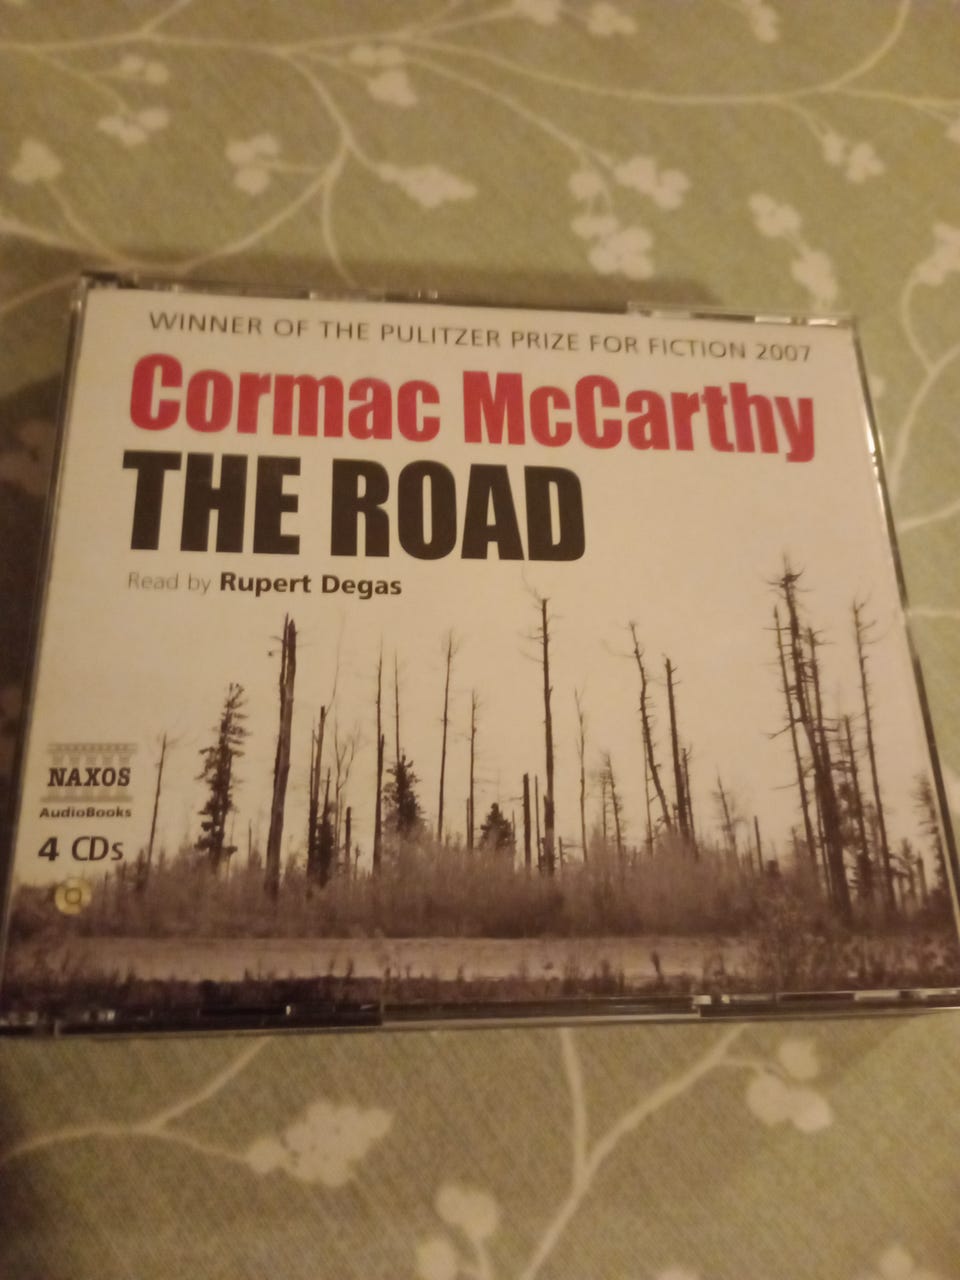 WINNER OF THE PULITZER PRIZE FOR FICTION 2007
Cormac McCarthy
THE ROAD
Read by Rupert Degas
NAXOS
AudioBooks
4 CDs